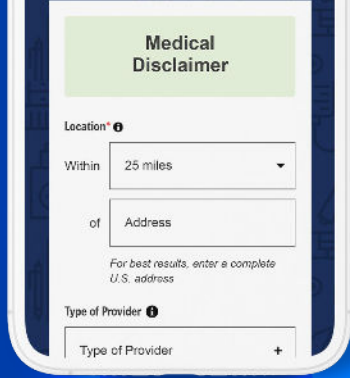 Medical
Disclaimer
Location*
Within 25 miles
of Address
For best results, enter a complete
U.S. address
Type of Provider
Type of Provider +